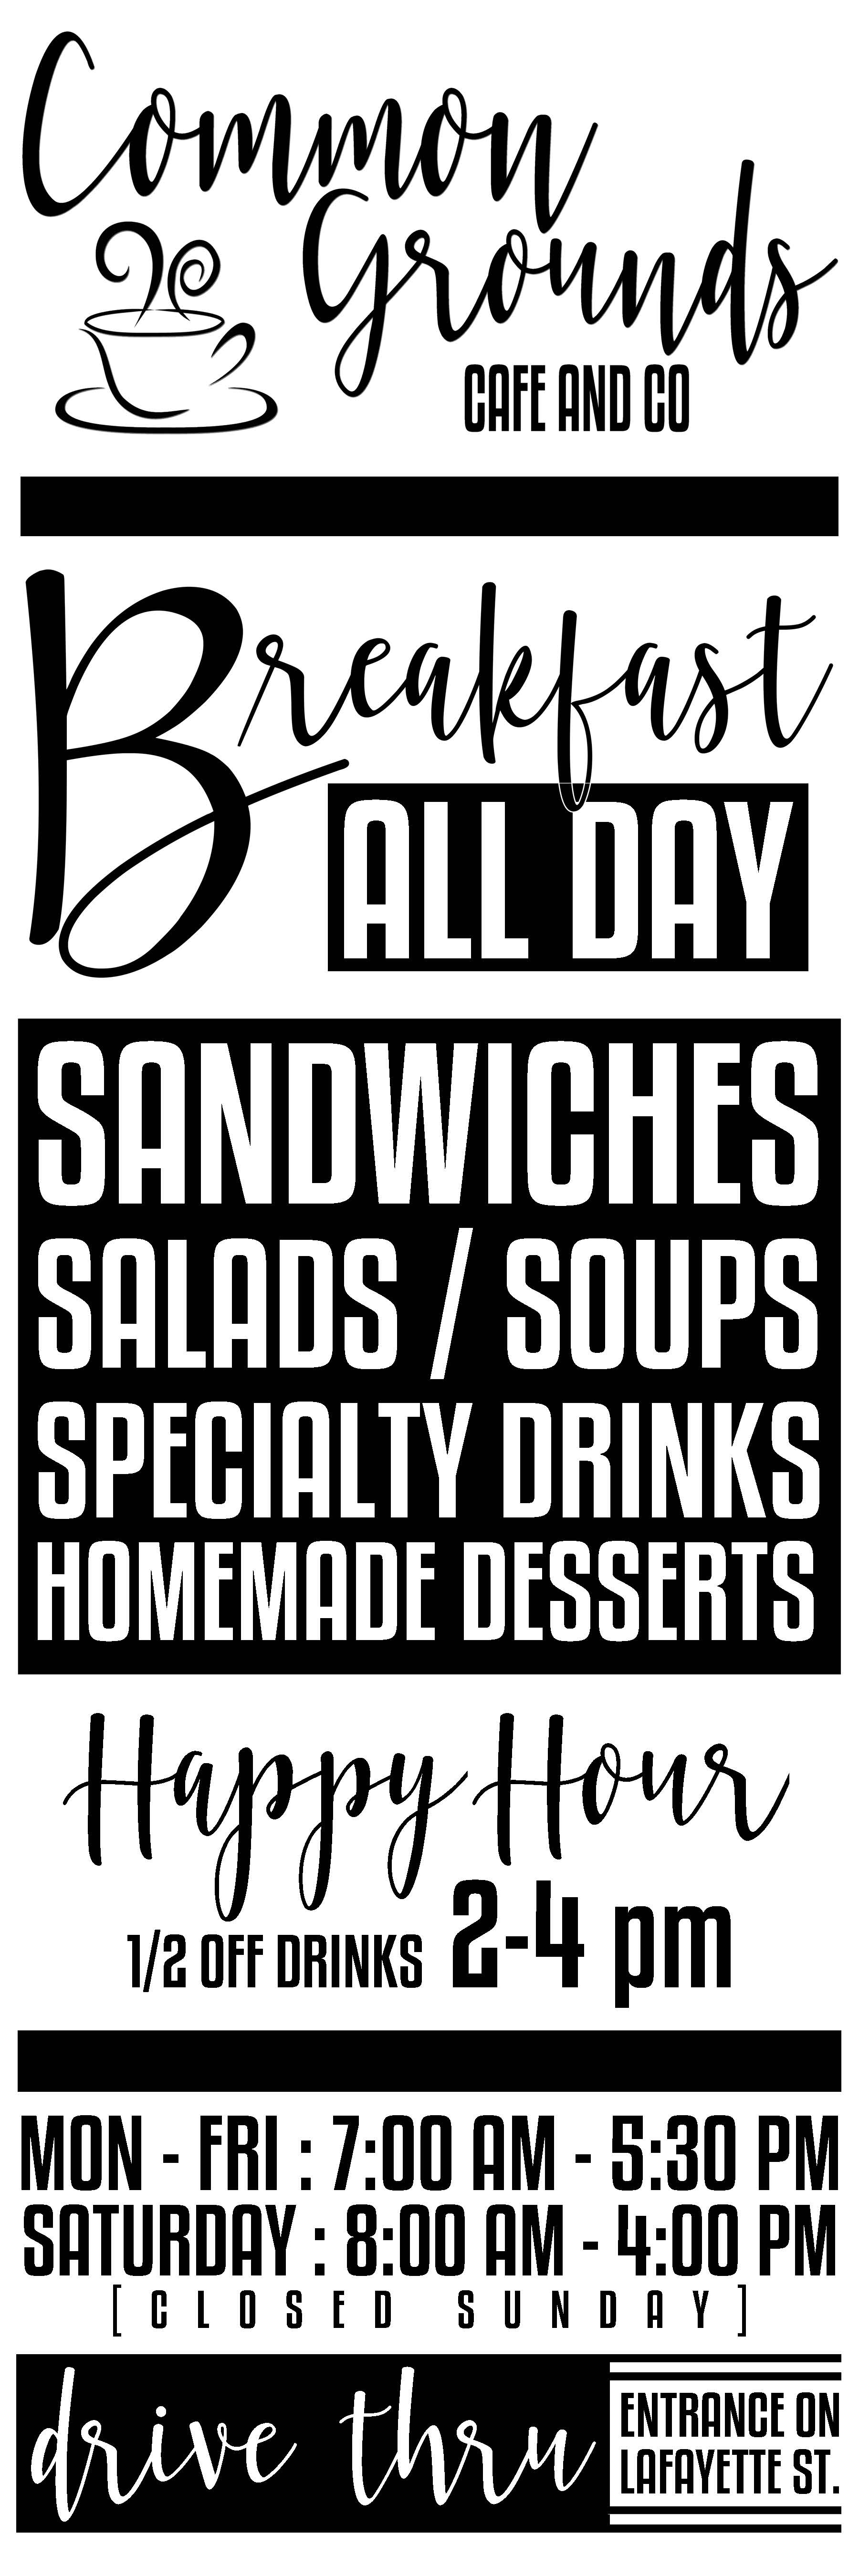 Common
Grounds
CAFE AND CO
Breakfast
ALL DAY
SANDWICHES
SALADS / SOUPS
SPECIALTY DRINKS
HOMEMADE DESSERTS
Happy Hour
1/2 OFF DRINKS 2-4 pm
MON - FRI : 7:00 AM - 5:30 PM
SATURDAY : 8:00 AM - 4:00 PM
[ CLOSED SUNDAY ]
drive thru
ENTRANCE ON
LAFAYETTE ST.